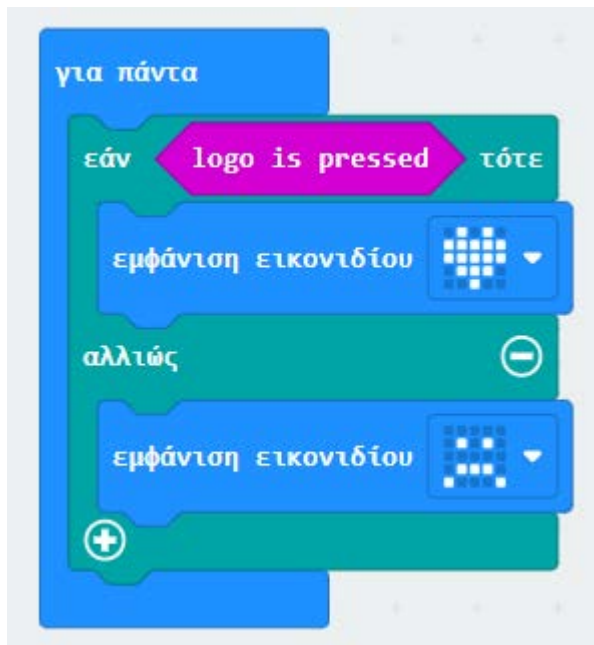 για πάντα
εάν logo is pressed τότε
εμφάνιση εικονιδίου
αλλιώς
εμφάνιση εικονιδίου